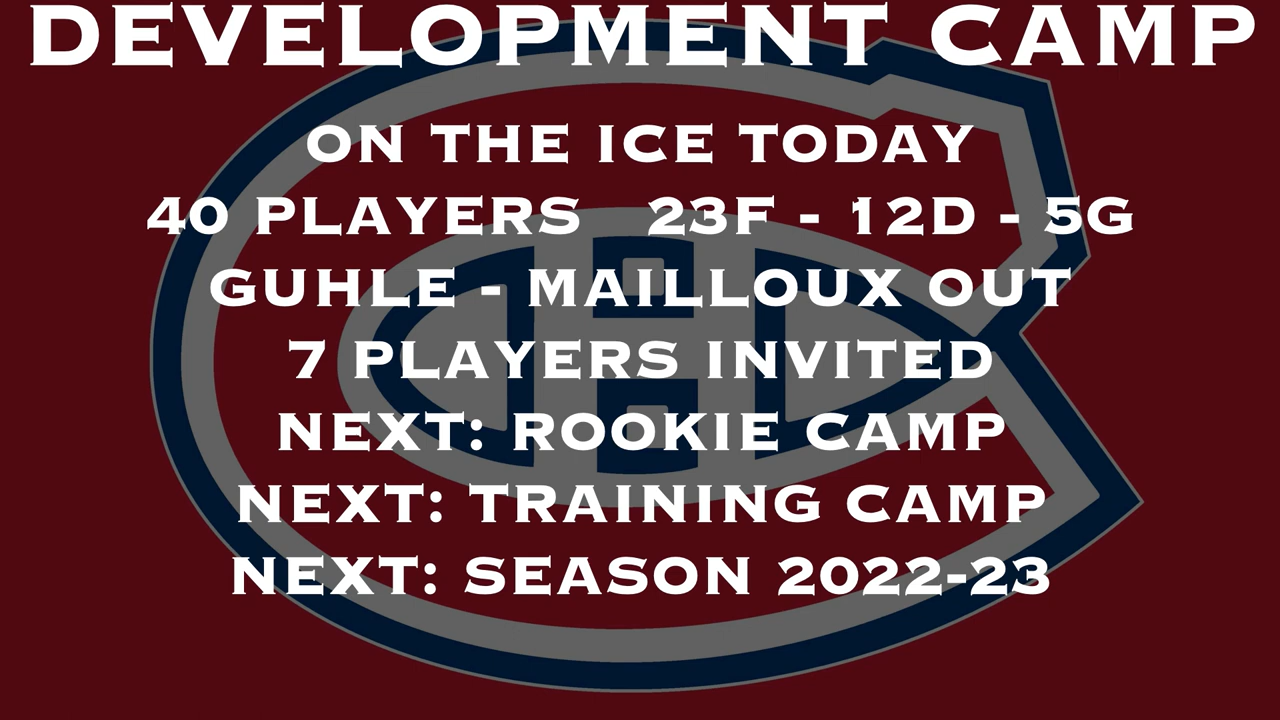 DEVELOPMENT CAMP
ON THE ICE TODAY
40 PLAYERS 23F - 12D - 5G
GUHLE - MAILLOUX OUT
7 PLAYERS INVITED
NEXT: ROOKIE CAMP
NEXT: TRAINING CAMP
NEXT: SEASON 2022-23